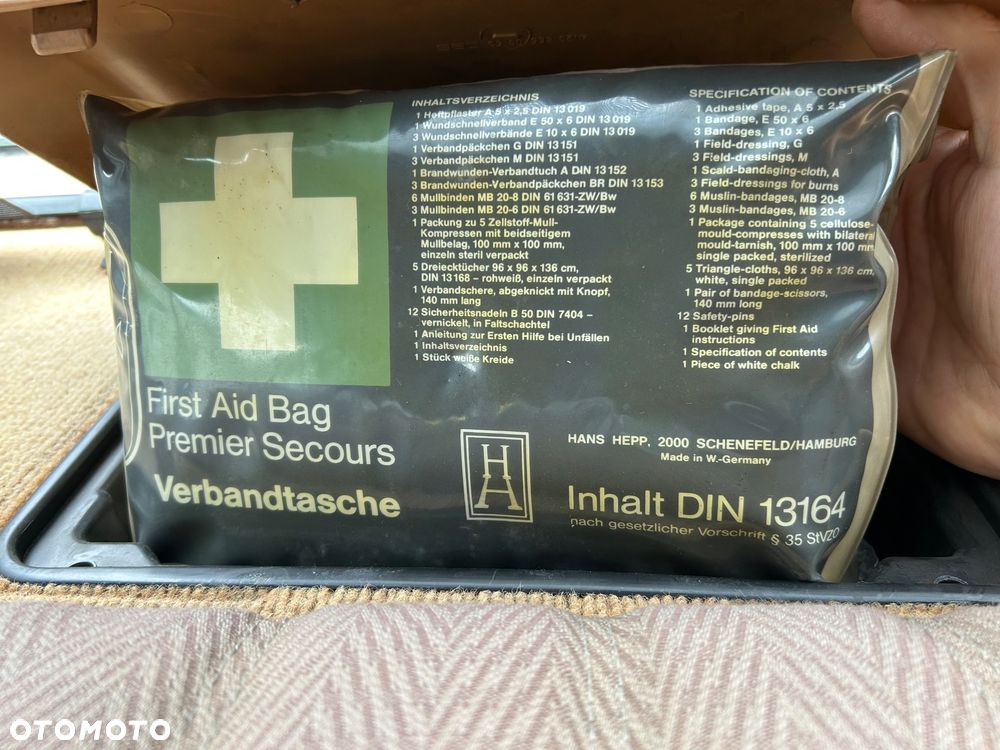 INHALTSVERZEICHNIS
1 Heftpflaster A 5 x 2,5 DIN 13 019
1 Wundschnellverband E 50 x 6 DIN 13 019
3 Wundschnellverbände E 10 x 6 DIN 13 019
1 Verbandpäckchen G DIN 13 151
3 Verbandpäckchen M DIN 13 151
1 Brandwunden-Verbandtuch A DIN 13 152
3 Brandwunden-Verbandpäckchen BR DIN 13 153
6 Mullbinden MB 20-8 DIN 61 631-ZW/Bw
3 Mullbinden MB 20-6 DIN 61 631-ZW/Bw
1 Packung zu 5 Zellstoff-Mull-
Kompressen mit beidseitigem
Mullbelag, 100 mm x 100 mm,
einzeln steril verpackt
5 Dreiecktücher 96 x 96 x 136 cm,
DIN 13 168 – rohweiß, einzeln verpackt
1 Verbandschere, abgeknickt mit Knopf,
140 mm lang
12 Sicherheitsnadeln B 50 DIN 7404 –
vernickelt, in Faltschachtel
1 Anleitung zur Ersten Hilfe bei Unfällen
1 Inhaltsverzeichnis
1 Stück weiße Kreide
SPECIFICATION OF CONTENTS
1 Adhesive tape, A 5 x 2,5
1 Bandage, E 50 x 6
3 Bandages, E 10 x 6
1 Field-dressing, G
3 Field-dressings, M
1 Scald-bandaging-cloth, A
3 Field-dressings for burns
6 Muslin-bandages, MB 20-8
3 Muslin-bandages, MB 20-6
1 Package containing 5 cellulose-
mould-compresses with bilateral
mould-tarnish, 100 mm x 100 mm
single packed, sterilized
5 Triangle-cloths, 96 x 96 x 136 cm,
white, single packed
1 Pair of bandage-scissors,
140 mm long
12 Safety-pins
1 Booklet giving First Aid
instructions
1 Specification of contents
1 Piece of white chalk
First Aid Bag
Premier Secours
Verbandtasche
H
A
HANS HEPP, 2000 SCHENEFELD/HAMBURG
Made in W.-Germany
Inhalt DIN 13164
nach gesetzlicher Vorschrift § 35 StVZO
OTOMOTO